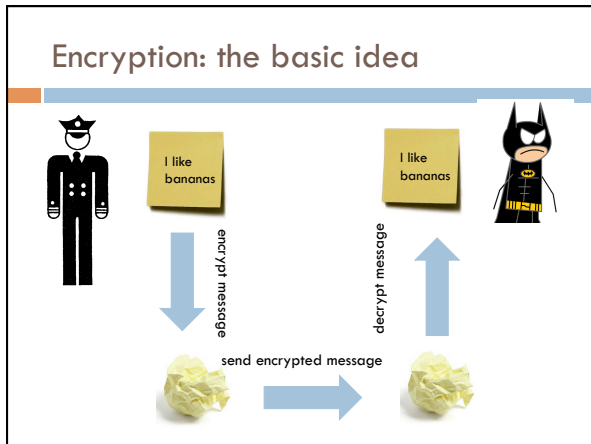 Encryption: the basic idea
I like
bananas
I like
bananas
encrypt message
decrypt message
send encrypted message